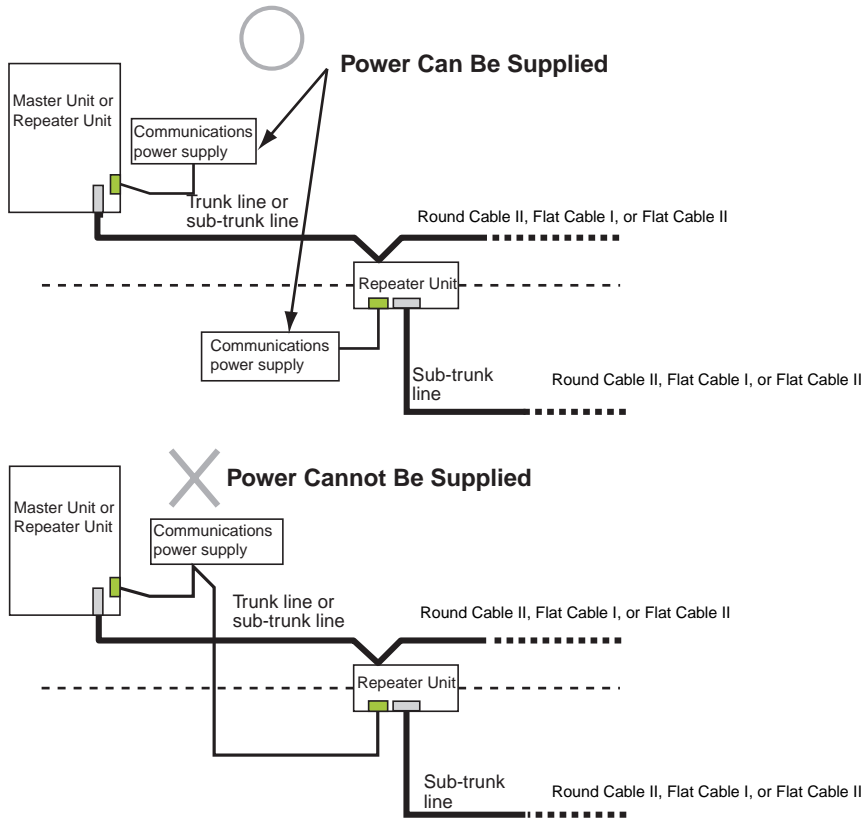 Power Can Be Supplied
Master Unit or
Repeater Unit
Communications
power supply
Trunk line or
sub-trunk line
Round Cable II, Flat Cable I, or Flat Cable II
Repeater Unit
Communications
power supply
Sub-trunk
line
Round Cable II, Flat Cable I, or Flat Cable II
Power Cannot Be Supplied
Master Unit or
Repeater Unit
Communications
power supply
Trunk line or
sub-trunk line
Round Cable II, Flat Cable I, or Flat Cable II
Repeater Unit
Sub-trunk
line
Round Cable II, Flat Cable I, or Flat Cable II